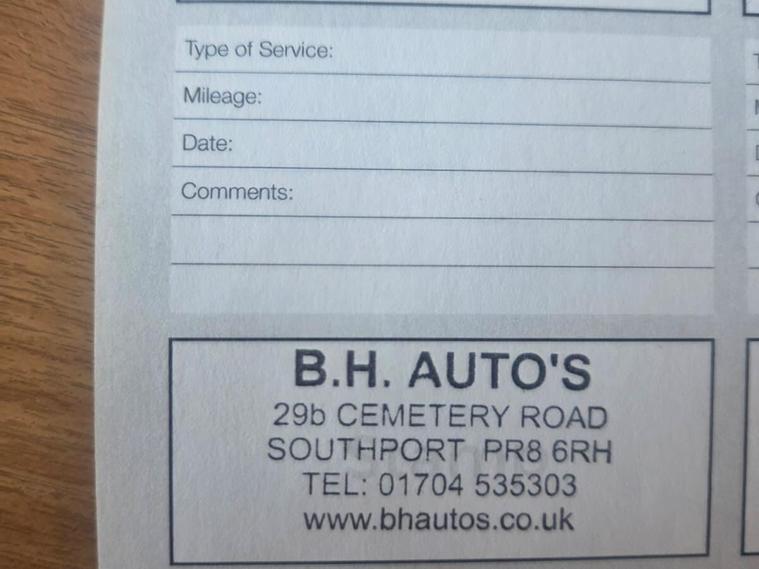 Type of Service:
Mileage:
Date:
Comments:
B.H. AUTO'S
29b CEMETERY ROAD
SOUTHPORT PR8 6RH
TEL: 01704 535303
www.bhautos.co.uk